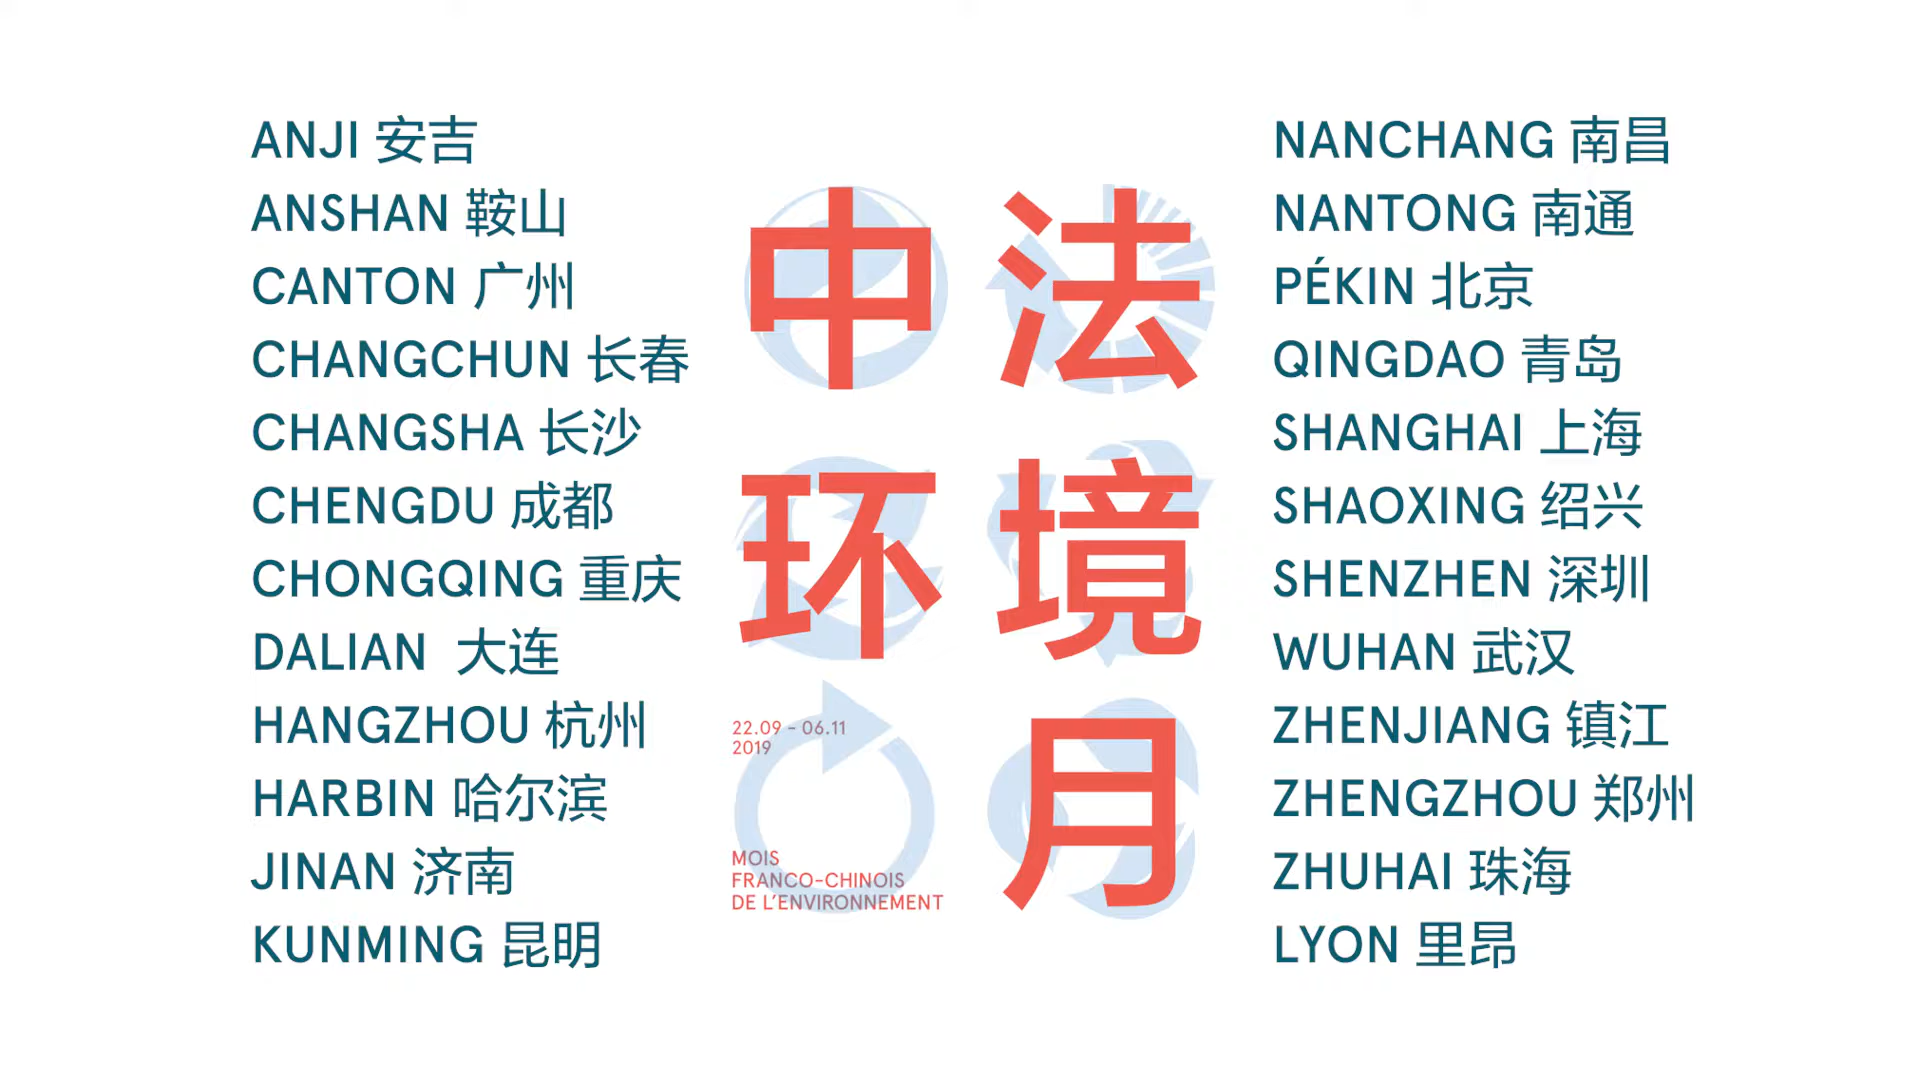 ANJI 安吉
ANSHAN 鞍山
CANTON 广州
CHANGCHUN 长春
CHANGSHA 长沙
CHENGDU 成都
CHONGQING 重庆
DALIAN 大连
HANGZHOU 杭州
HARBIN 哈尔滨
JINAN 济南
KUNMING 昆明
中法
环境
月
22.09 - 06.11
2019
MOIS
FRANCO-CHINOIS
DE L'ENVIRONNEMENT
NANCHANG 南昌
NANTONG 南通
PÉKIN 北京
QINGDAO 青岛
SHANGHAI 上海
SHAOXING 绍兴
SHENZHEN 深圳
WUHAN 武汉
ZHENJIANG 镇江
ZHENGZHOU 郑州
ZHUHAI 珠海
LYON 里昂